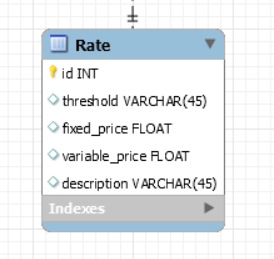 Rate
id INT
threshold VARCHAR(45)
fixed_price FLOAT
variable_price FLOAT
description VARCHAR(45)
Indexes